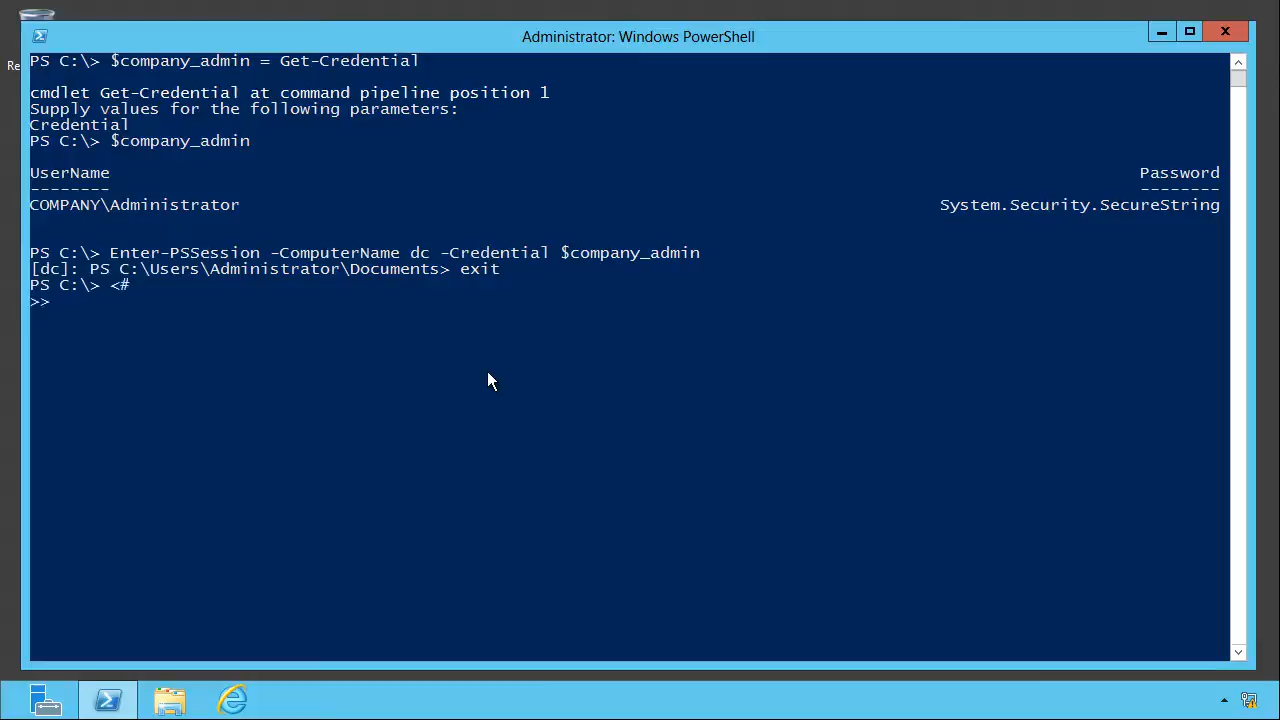 Administrator: Windows PowerShell
Re
PS C:\> $company_admin = Get-Credential
cmdlet Get-Credential at command pipeline position 1
Supply values for the following parameters:
Credential
PS C:\> $company_admin
UserName Password
-------- --------
COMPANY\Administrator System.Security.SecureString
PS C:\> Enter-PSSession -ComputerName dc -Credential $company_admin
[dc]: PS C:\Users\Administrator\Documents> exit
PS C:\> <#
>>